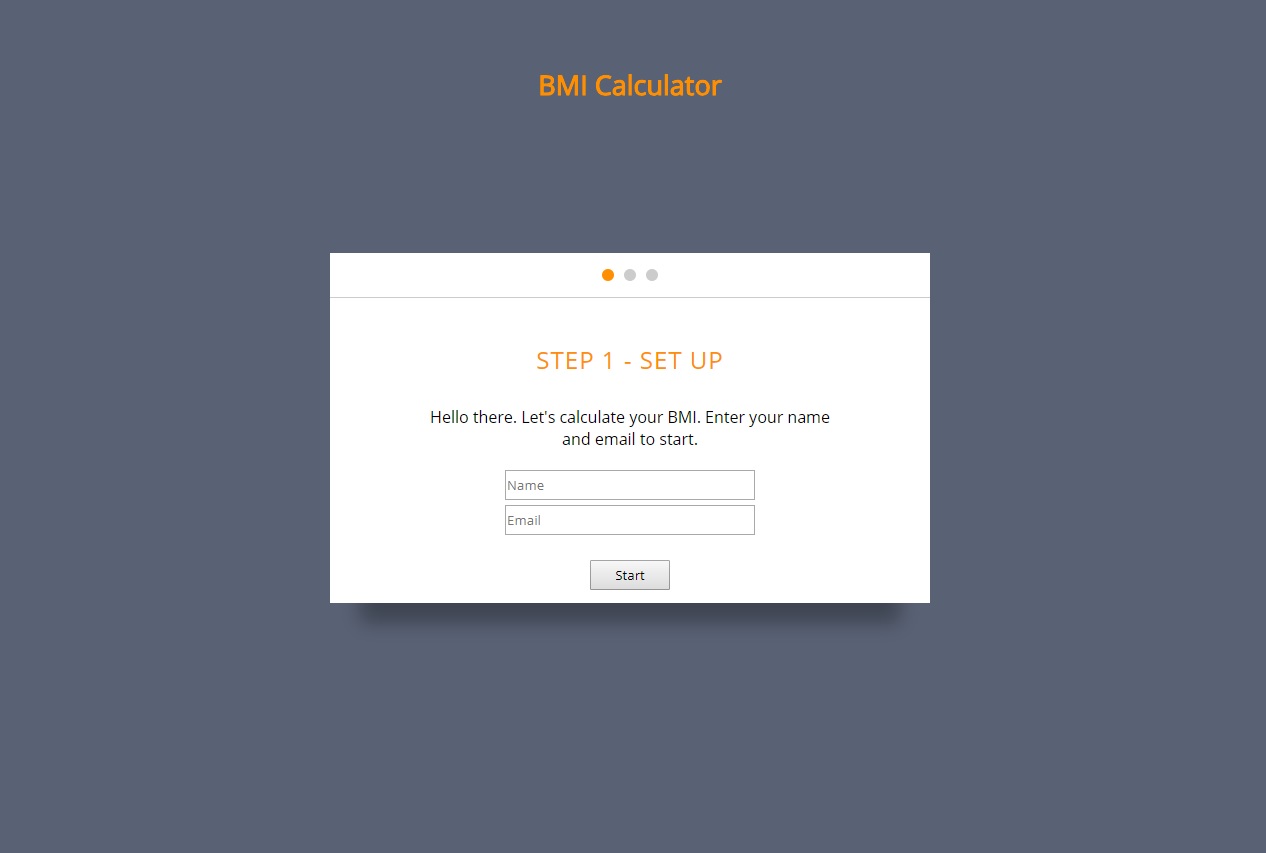 BMI Calculator
STEP 1 - SET UP
Hello there. Let's calculate your BMI. Enter your name
and email to start.
Name
Email
Start